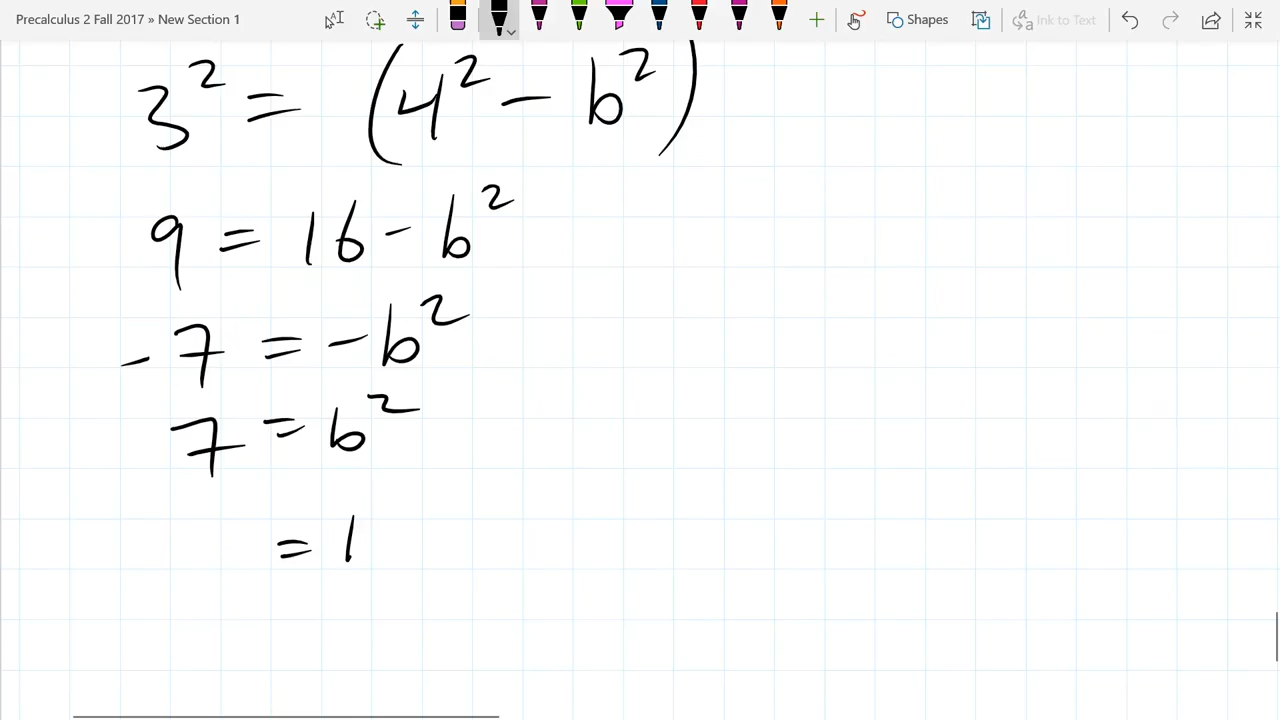 Precalculus 2 Fall 2017 » New Section 1
Shapes
Ink to Text
3² = (4² − b²)
9 = 16 − b²
−7 = −b²
7 = b²
= 1